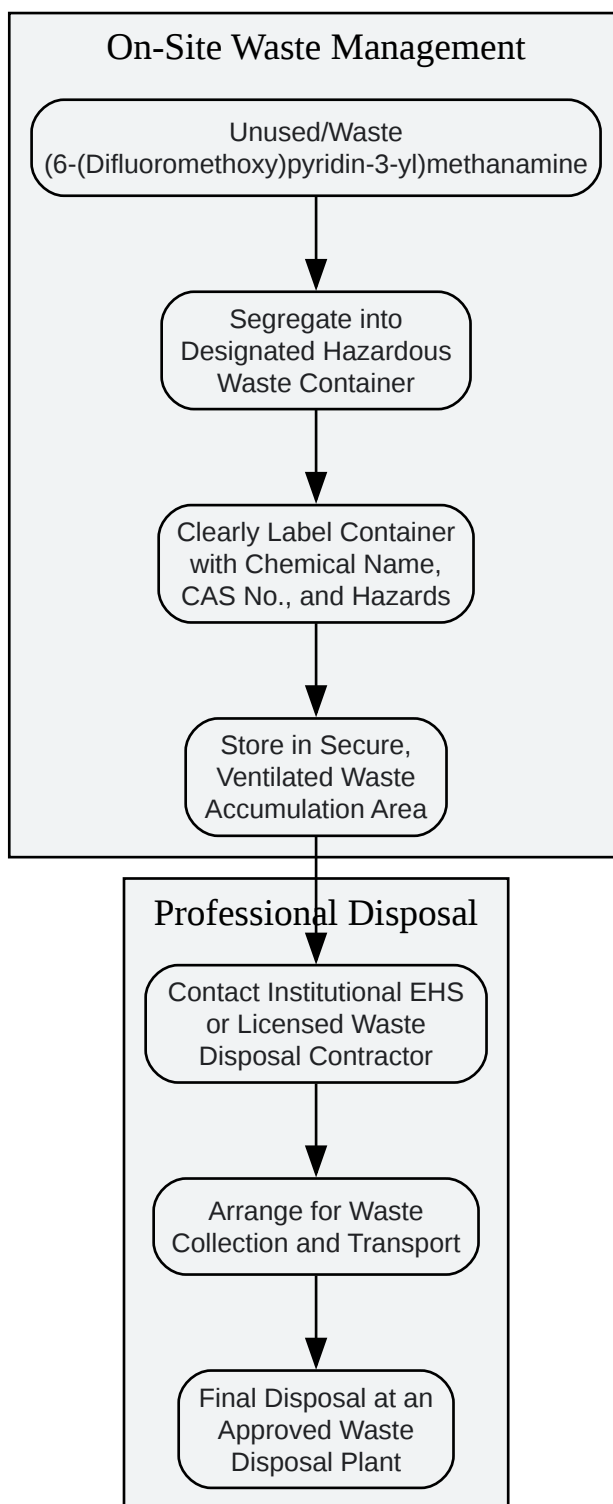 On-Site Waste Management
Unused/Waste
(6-(Difluoromethoxy)pyridin-3-yl)methanamine
Segregate into
Designated Hazardous
Waste Container
Clearly Label Container
with Chemical Name,
CAS No., and Hazards
Store in Secure,
Ventilated Waste
Accumulation Area
Professional Disposal
Contact Institutional EHS
or Licensed Waste
Disposal Contractor
Arrange for Waste
Collection and Transport
Final Disposal at an
Approved Waste
Disposal Plant